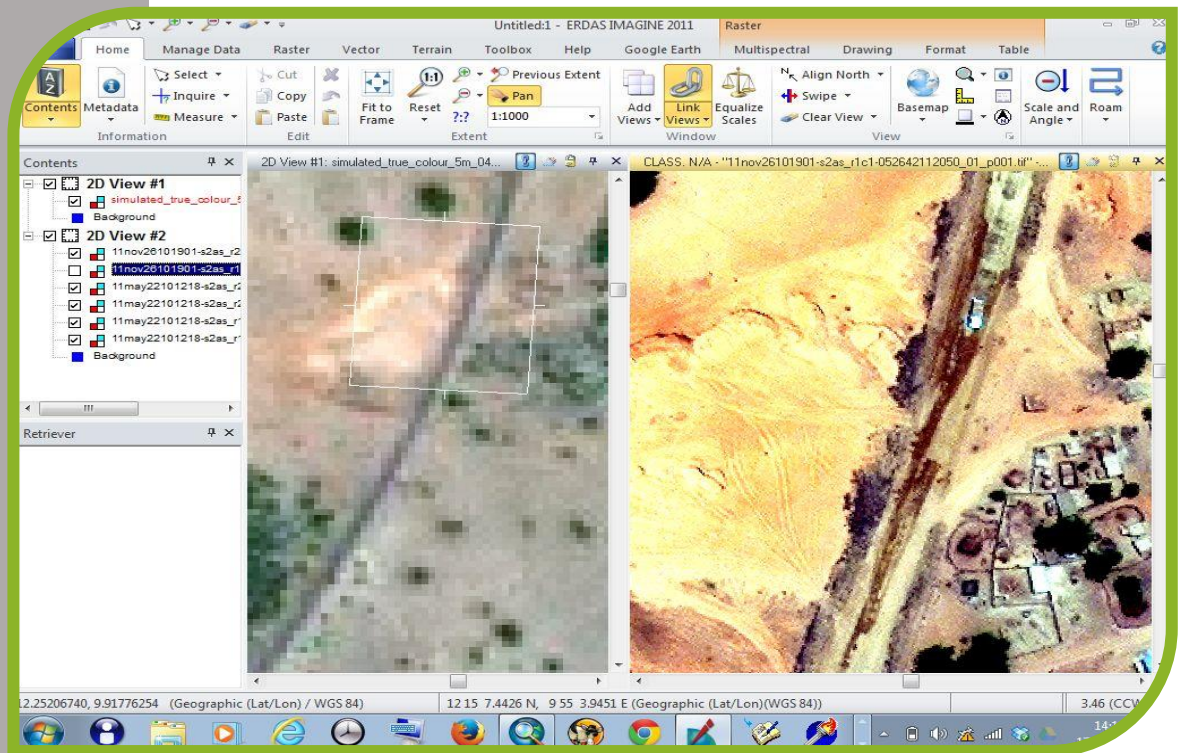 Untitled:1 - ERDAS IMAGINE 2011 Raster
Home Manage Data Raster Vector Terrain Toolbox Help Google Earth Multispectral Drawing Format Table
Contents Metadata Select Inquire Measure
Information
Cut Copy Paste
Edit
Fit to Frame 1:1 Reset ?:? Previous Extent Pan 1:1000
Extent
Add Views Link Views Equalize Scales
Window
Align North Swipe Clear View Basemap
View
Scale and Angle Roam
Contents
2D View #1
simulated_true_colour_5
Background
2D View #2
11nov26101901-s2as_r2
11nov26101901-s2as_r1
11may22101218-s2as_r2
11may22101218-s2as_r2
11may22101218-s2as_r
11may22101218-s2as_r
Background
Retriever
2D View #1: simulated_true_colour_5m_04...
CLASS. N/A - "11nov26101901-s2as_r1c1-052642112050_01_p001.tif" -...
12.25206740, 9.91776254 (Geographic (Lat/Lon) / WGS 84)
12 15 7.4426 N, 9 55 3.9451 E (Geographic (Lat/Lon)(WGS 84))
3.46 (CCW